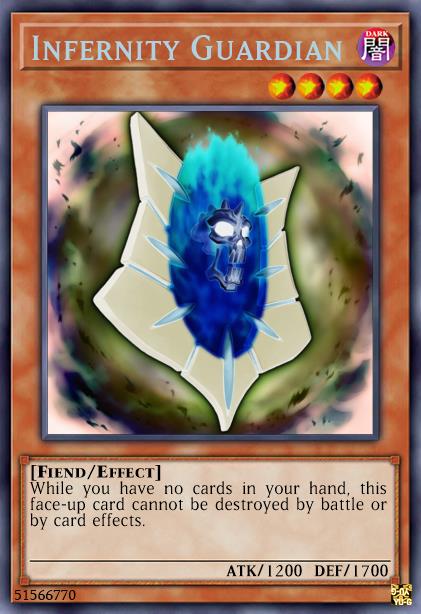 INFERNITY GUARDIAN
DARK
闇
[FIEND/EFFECT]
While you have no cards in your hand, this
face-up card cannot be destroyed by battle or
by card effects.
ATK/1200 DEF/1700
51566770